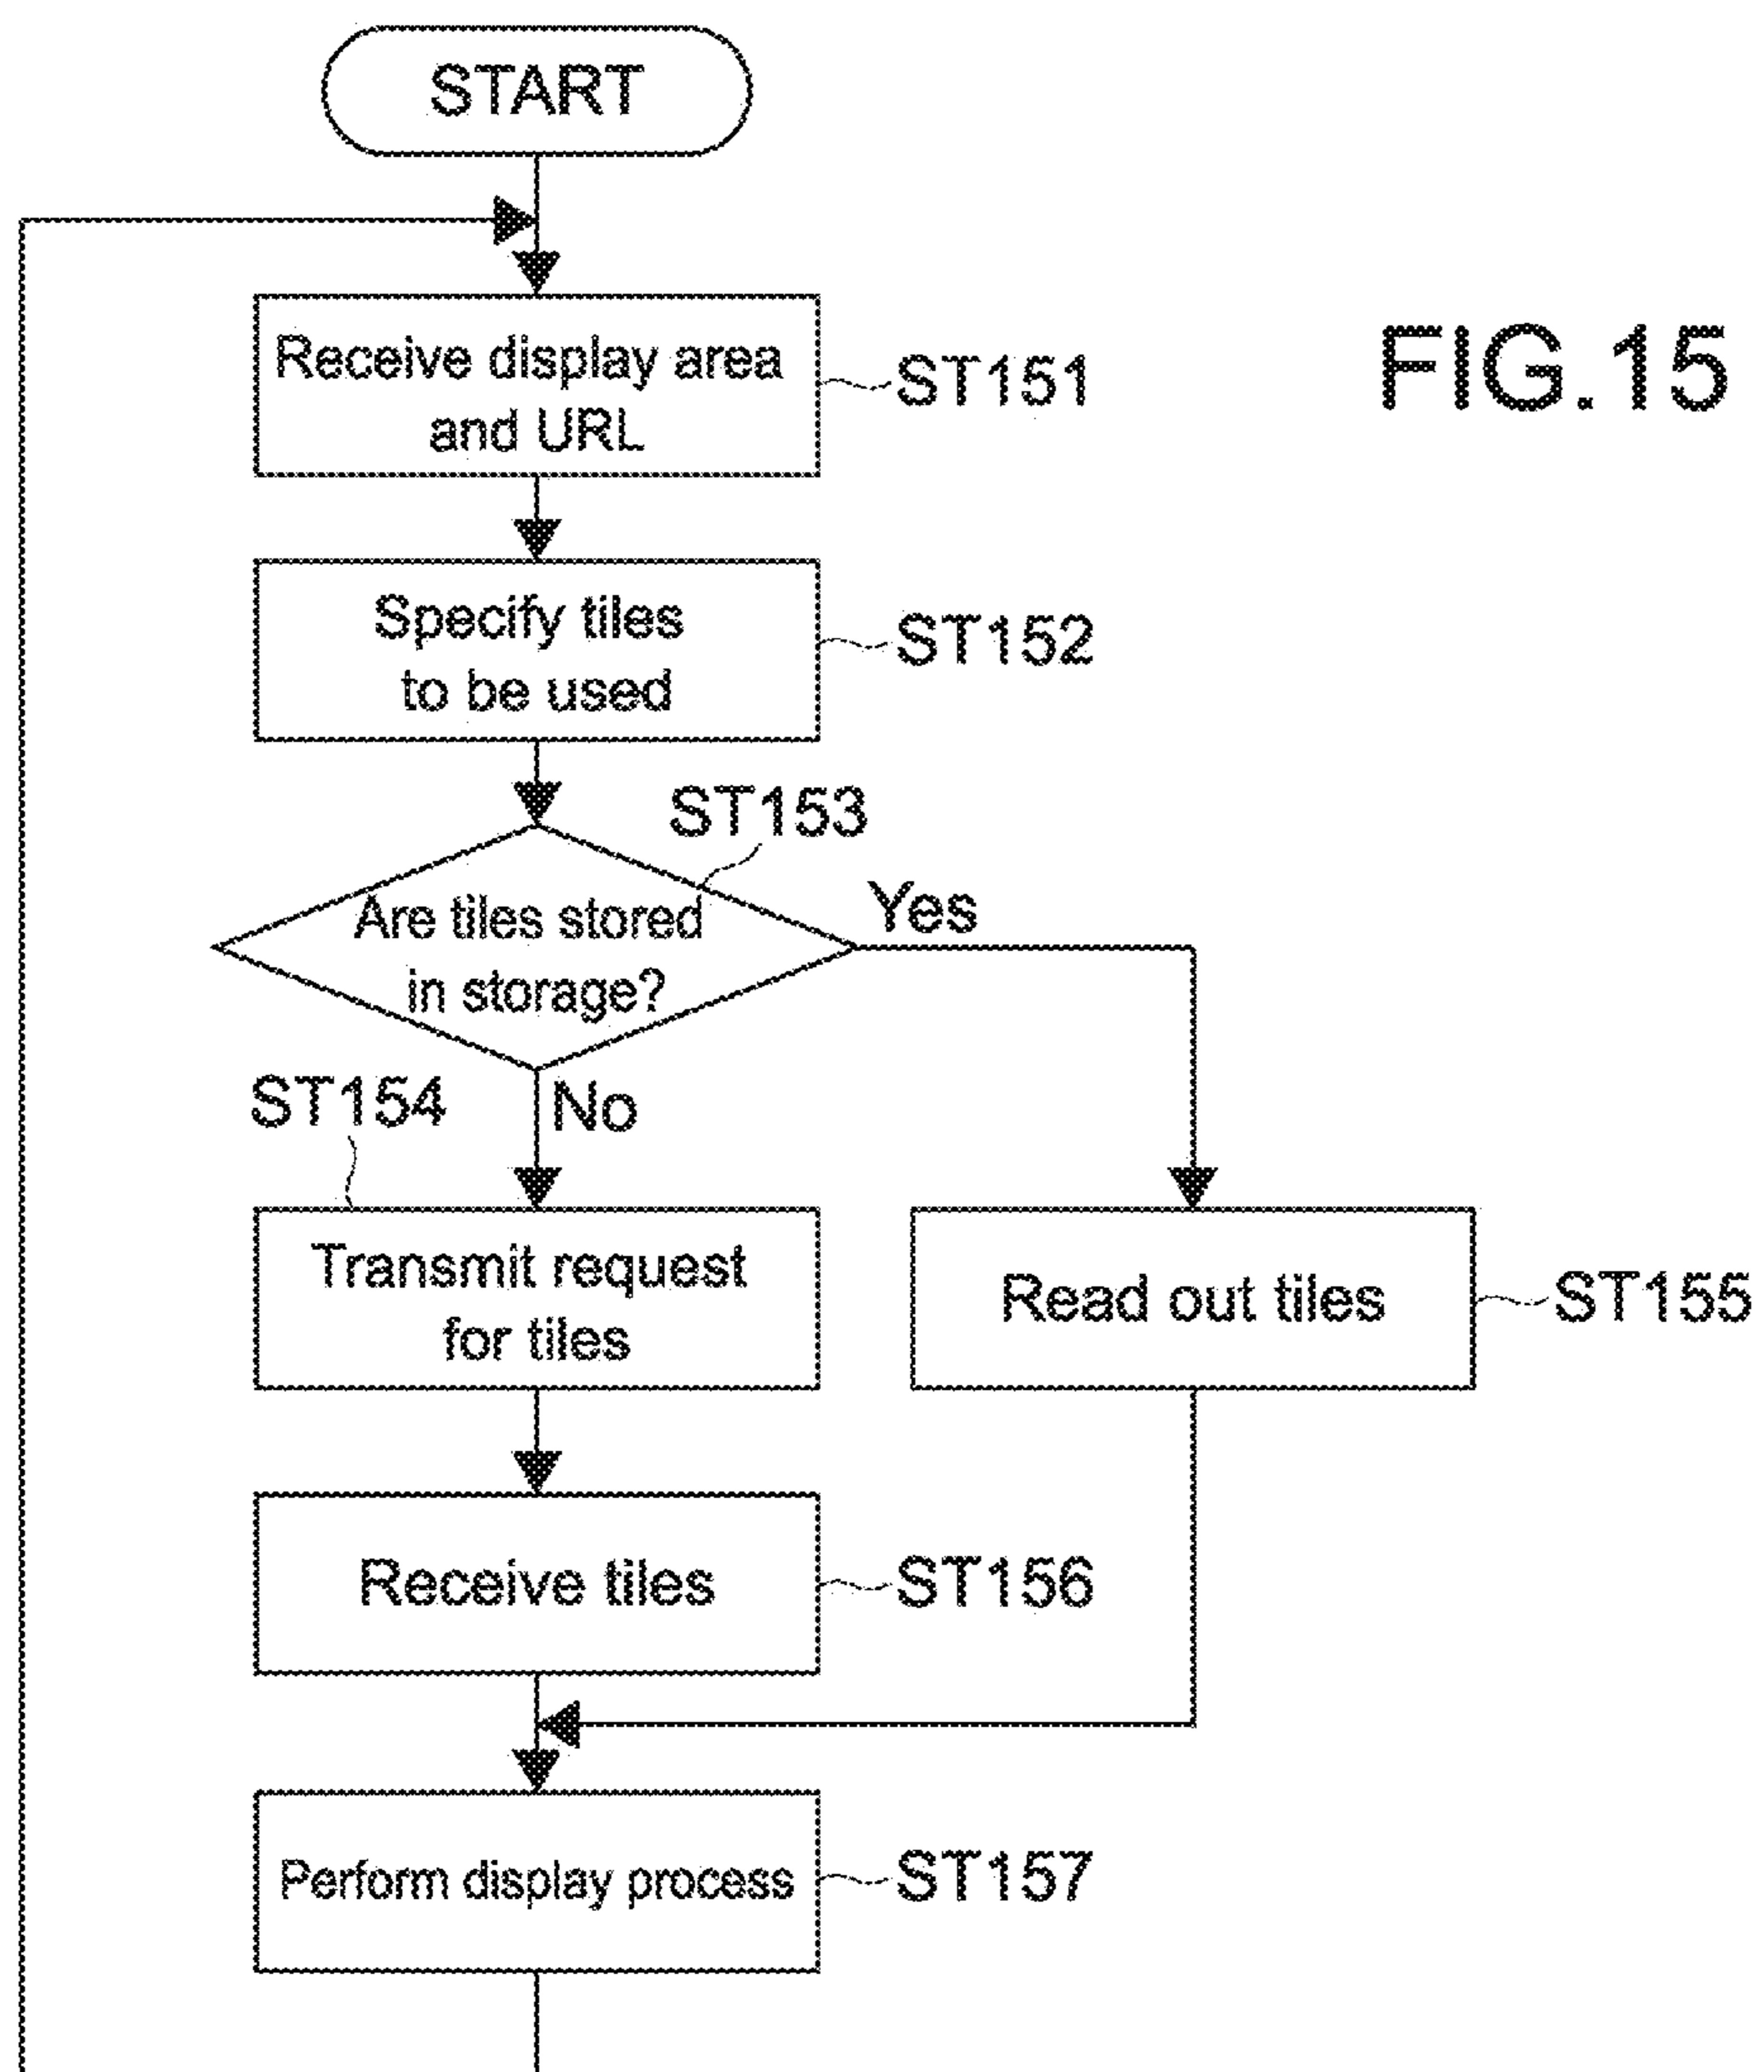 START
Receive display area
and URL
ST151
FIG.15
Specify tiles
to be used
ST152
ST153
Are tiles stored
in storage?
Yes
ST154
No
Transmit request
for tiles
Read out tiles
ST155
Receive tiles
ST156
Perform display process
ST157